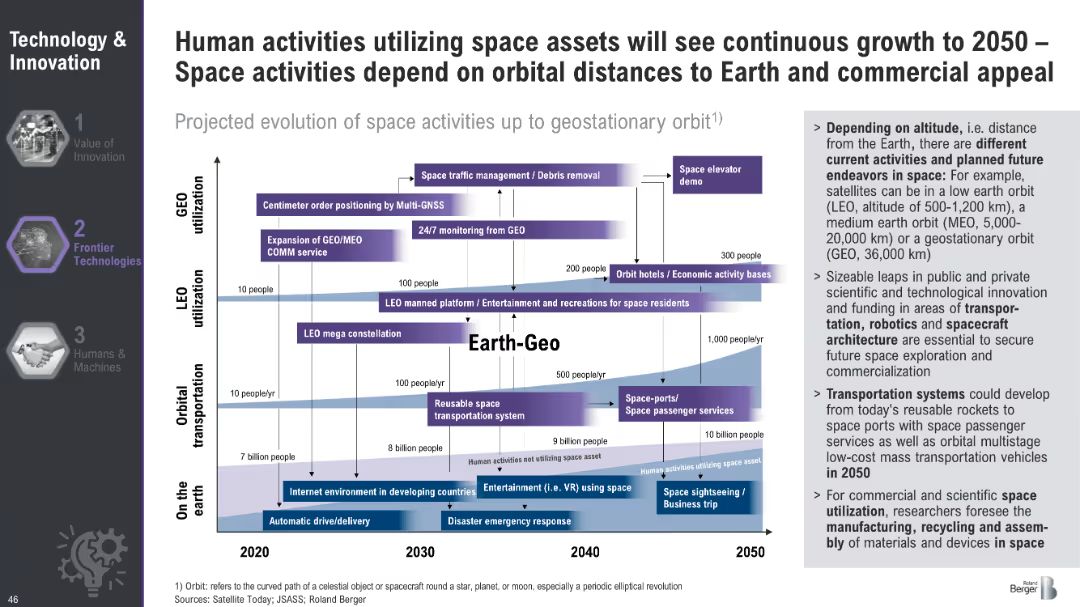 Technology &
Innovation
1
Value of
Innovation
2
Frontier
Technologies
3
Humans &
Machines
46
Human activities utilizing space assets will see continuous growth to 2050 –
Space activities depend on orbital distances to Earth and commercial appeal
Projected evolution of space activities up to geostationary orbit1)
GEO
utilization
Space traffic management / Debris removal
Space elevator
demo
Centimeter order positioning by Multi-GNSS
Expansion of GEO/MEO
COMM service
24/7 monitoring from GEO
LEO
utilization
10 people
100 people
200 people
300 people
Orbit hotels / Economic activity bases
LEO manned platform / Entertainment and recreations for space residents
LEO mega constellation
Earth-Geo
Orbital
transportation
10 people/yr
100 people/yr
500 people/yr
1,000 people/yr
Reusable space
transportation system
Space-ports/
Space passenger services
On the
earth
7 billion people
8 billion people
9 billion people
10 billion people
Human activities not utilizing space asset
Human activities utilizing space asset
Internet environment in developing countries
Entertainment (i.e. VR) using space
Space sightseeing /
Business trip
Automatic drive/delivery
Disaster emergency response
2020
2030
2040
2050
> Depending on altitude, i.e. distance
from the Earth, there are different
current activities and planned future
endeavors in space: For example,
satellites can be in a low earth orbit
(LEO, altitude of 500-1,200 km), a
medium earth orbit (MEO, 5,000-
20,000 km) or a geostationary orbit
(GEO, 36,000 km)
> Sizeable leaps in public and private
scientific and technological innovation
and funding in areas of transpor-
tation, robotics and spacecraft
architecture are essential to secure
future space exploration and
commercialization
> Transportation systems could develop
from today's reusable rockets to
space ports with space passenger
services as well as orbital multistage
low-cost mass transportation vehicles
in 2050
> For commercial and scientific space
utilization, researchers foresee the
manufacturing, recycling and assem-
bly of materials and devices in space
1) Orbit: refers to the curved path of a celestial object or spacecraft round a star, planet, or moon, especially a periodic elliptical revolution
Sources: Satellite Today; JSASS; Roland Berger
Roland
Berger
B